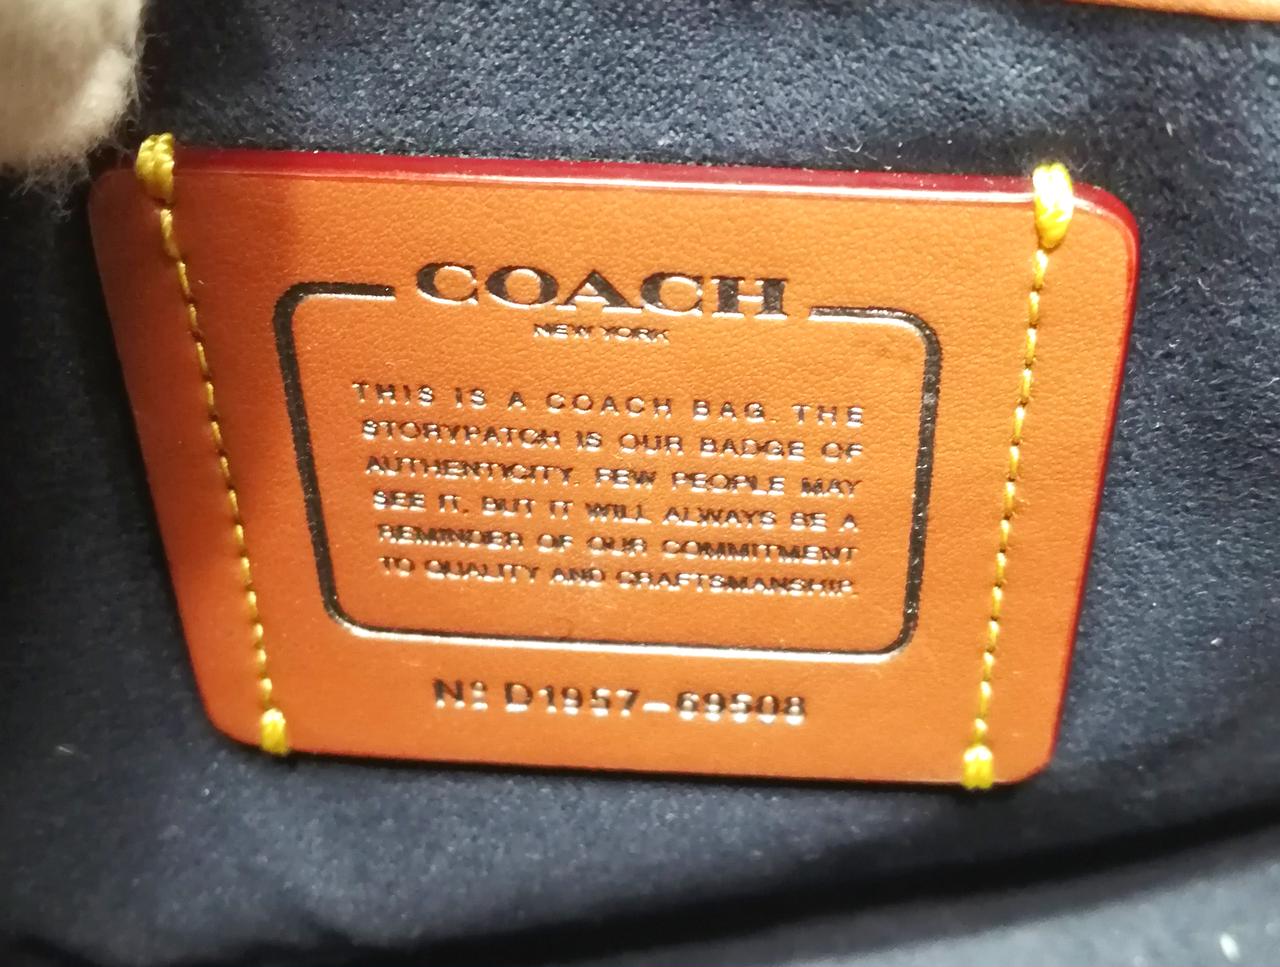 COACH
NEW YORK
THIS IS A COACH BAG. THE
STORYPATCH IS OUR BADGE OF
AUTHENTICITY. FEW PEOPLE MAY
SEE IT, BUT IT WILL ALWAYS BE A
REMINDER OF OUR COMMITMENT
TO QUALITY AND CRAFTSMANSHIP.
Nº D1957-69508